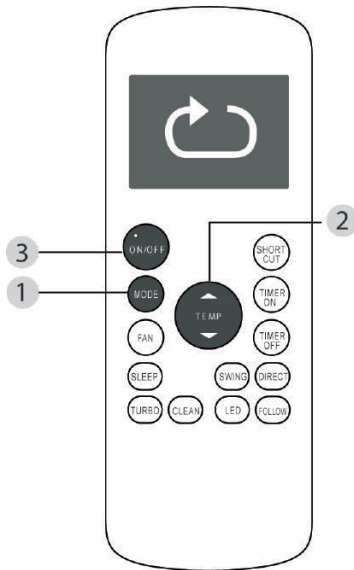 2
ON/OFF
SHORT
CUT
3
1
MODE
TEMP
TIMER
ON
FAN
TIMER
OFF
SLEEP
SWING
DIRECT
TURBO
CLEAN
LED
FOLLOW